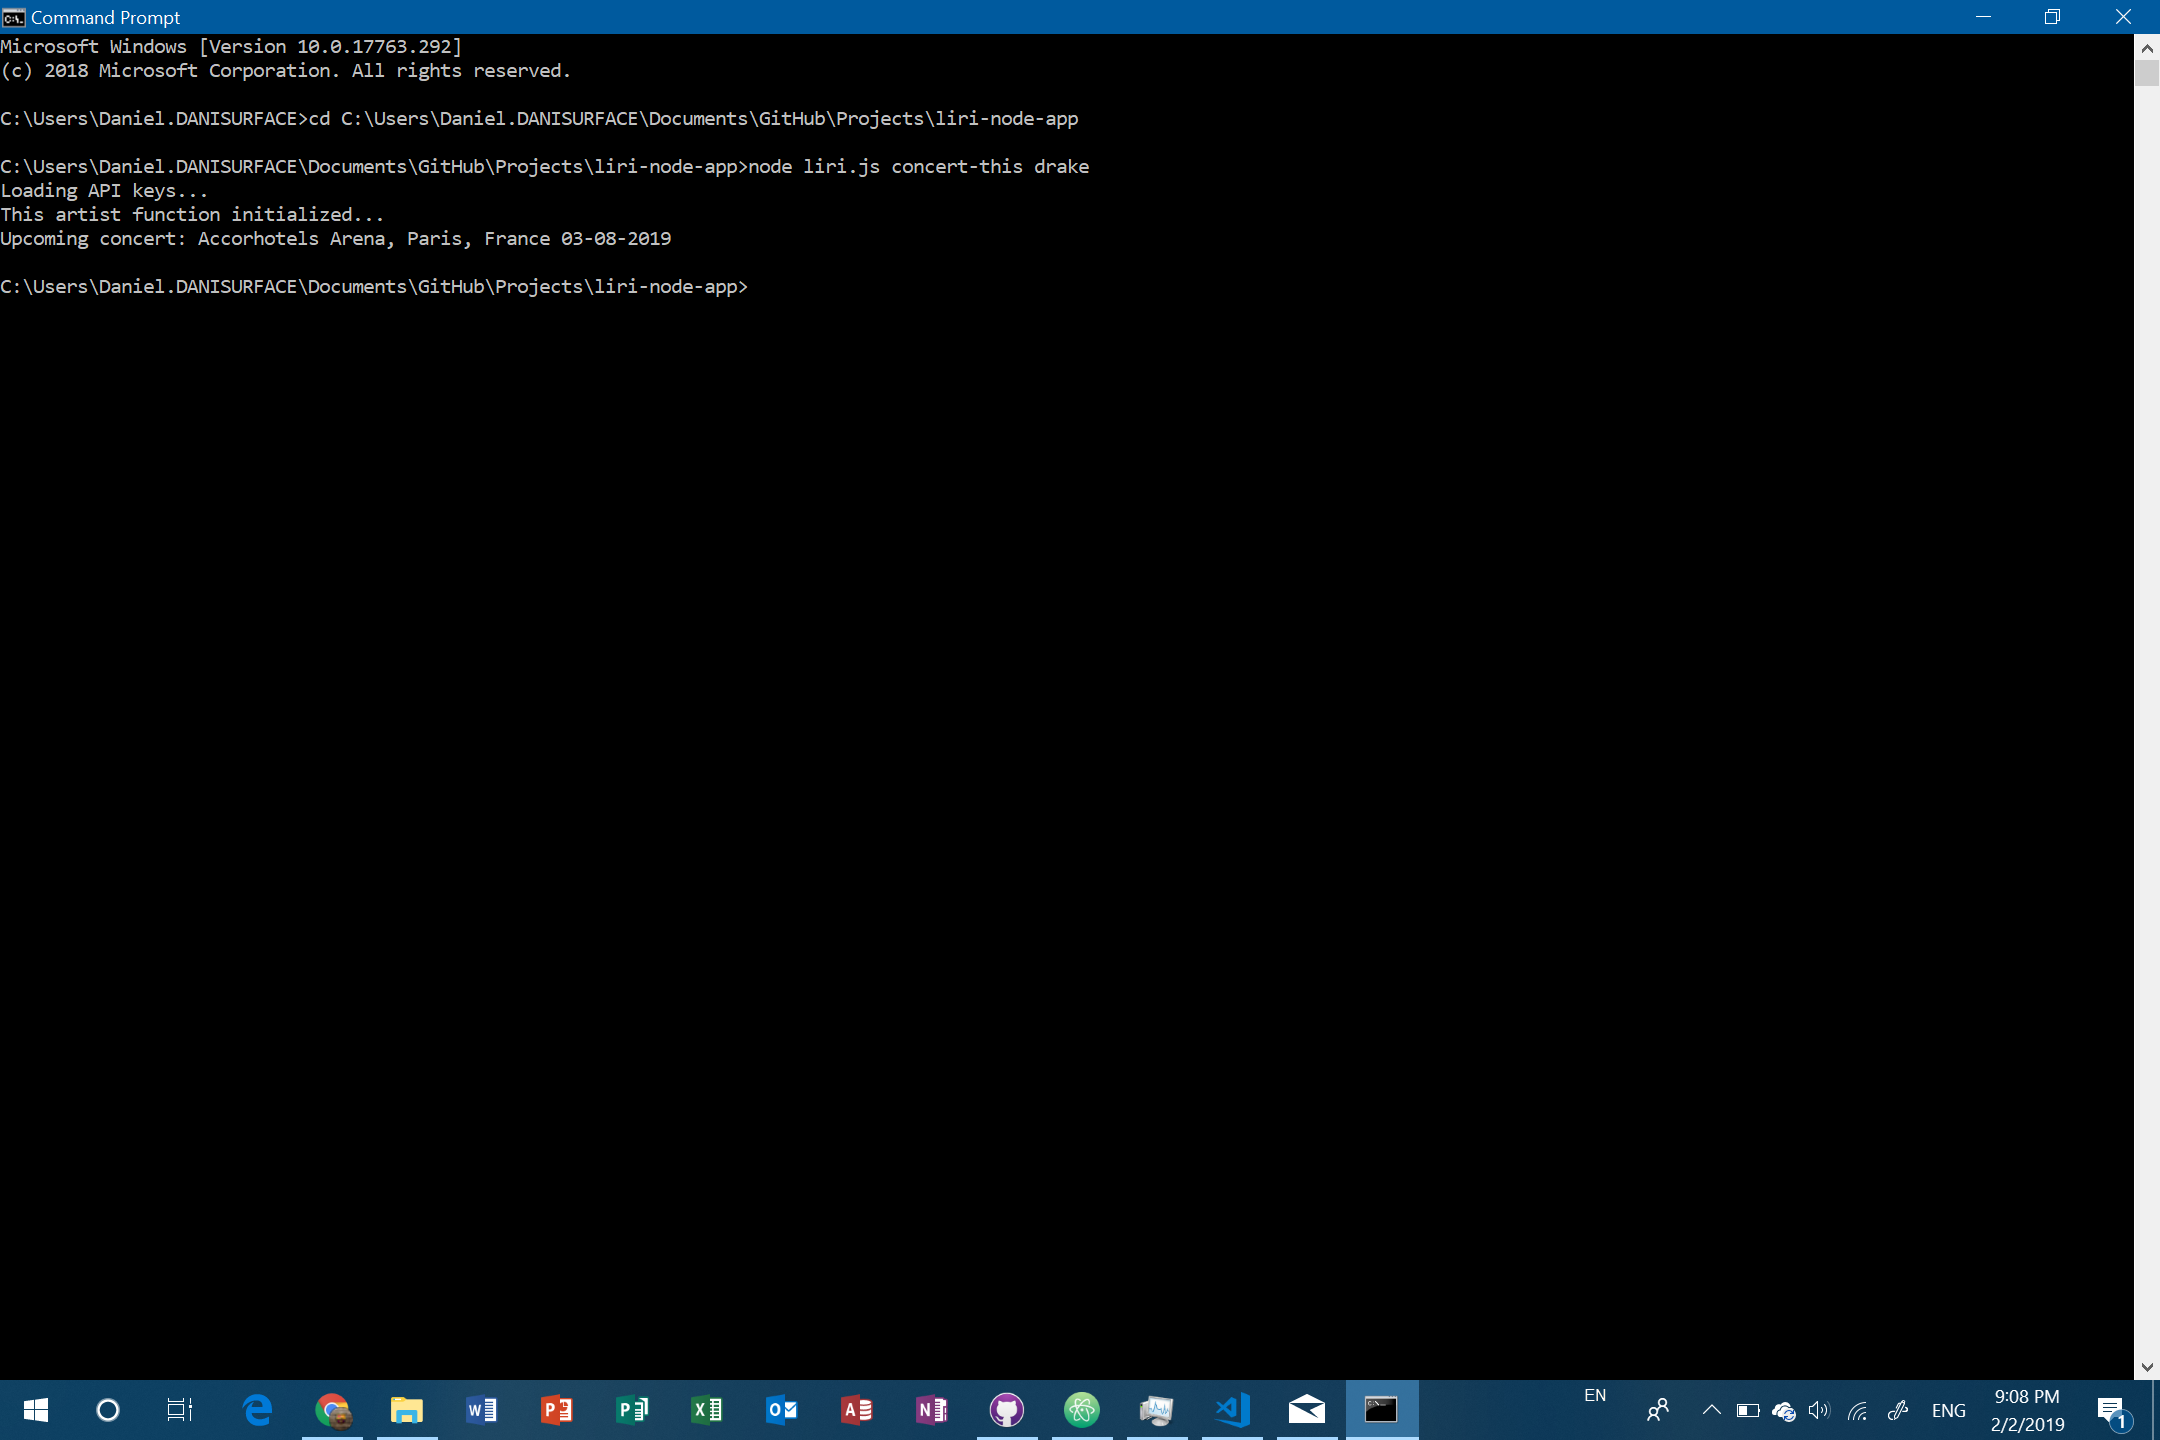 Command Prompt
Microsoft Windows [Version 10.0.17763.292]
(c) 2018 Microsoft Corporation. All rights reserved.
C:\Users\Daniel.DANISURFACE>cd C:\Users\Daniel.DANISURFACE\Documents\GitHub\Projects\liri-node-app
C:\Users\Daniel.DANISURFACE\Documents\GitHub\Projects\liri-node-app>node liri.js concert-this drake
Loading API keys...
This artist function initialized...
Upcoming concert: Accorhotels Arena, Paris, France 03-08-2019
C:\Users\Daniel.DANISURFACE\Documents\GitHub\Projects\liri-node-app>
EN
ENG
9:08 PM
2/2/2019
1